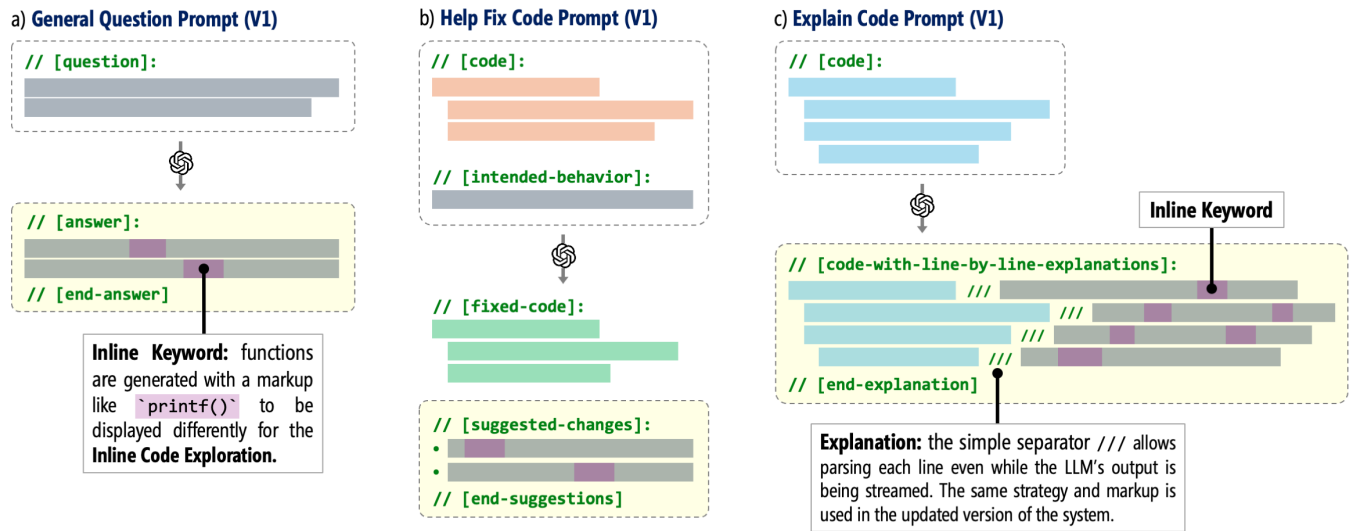 a) General Question Prompt (V1)
// [question]:
// [answer]:
// [end-answer]
Inline Keyword: functions
are generated with a markup
like `printf()` to be
displayed differently for the
Inline Code Exploration.
b) Help Fix Code Prompt (V1)
// [code]:
// [intended-behavior]:
// [fixed-code]:
// [suggested-changes]:
// [end-suggestions]
c) Explain Code Prompt (V1)
// [code]:
Inline Keyword
// [code-with-line-by-line-explanations]:
///
///
///
///
// [end-explanation]
Explanation: the simple separator /// allows
parsing each line even while the LLM's output is
being streamed. The same strategy and markup is
used in the updated version of the system.